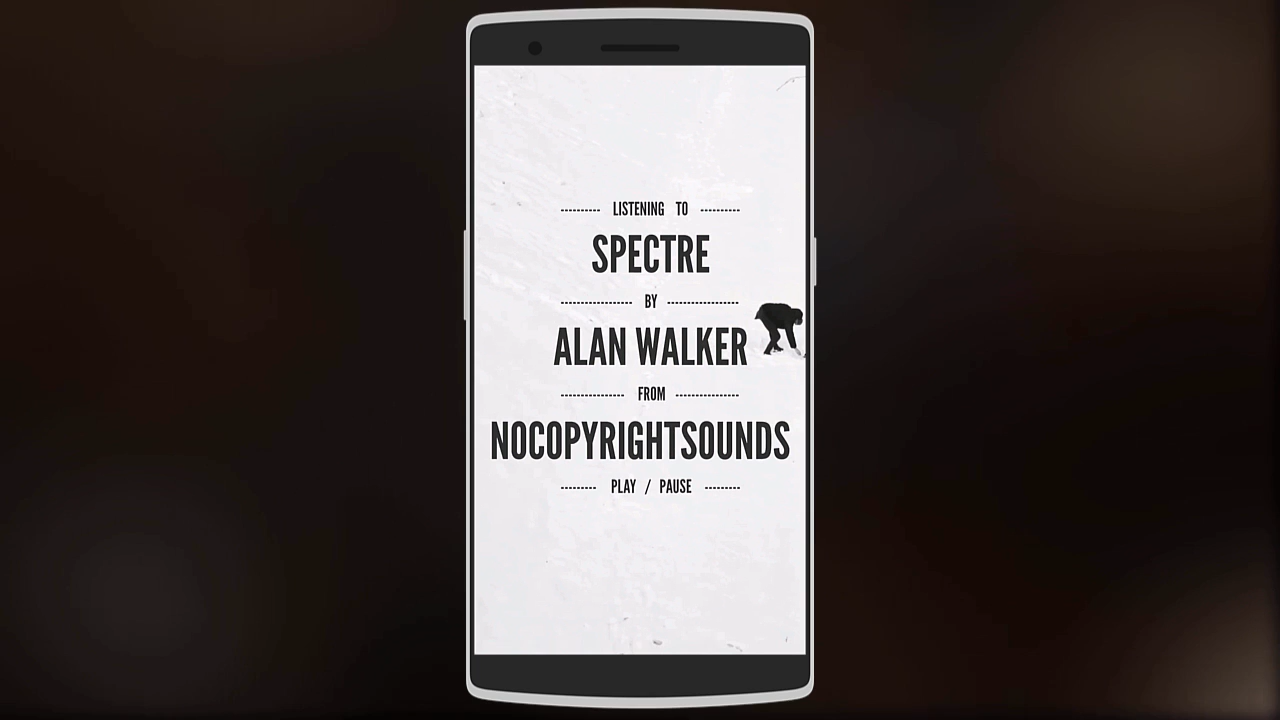 ---------- LISTENING TO ----------
SPECTRE
------------------ BY ------------------
ALAN WALKER
---------------- FROM ----------------
NOCOPYRIGHTSOUNDS
--------- PLAY / PAUSE ---------